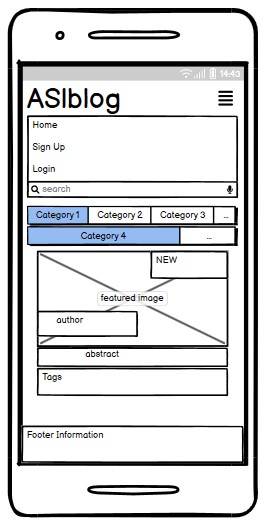 14:43
ASIblog
Home
Sign Up
Login
search
Category 1 Category 2 Category 3 ...
Category 4 ...
NEW
featured image
author
abstract
Tags
Footer Information